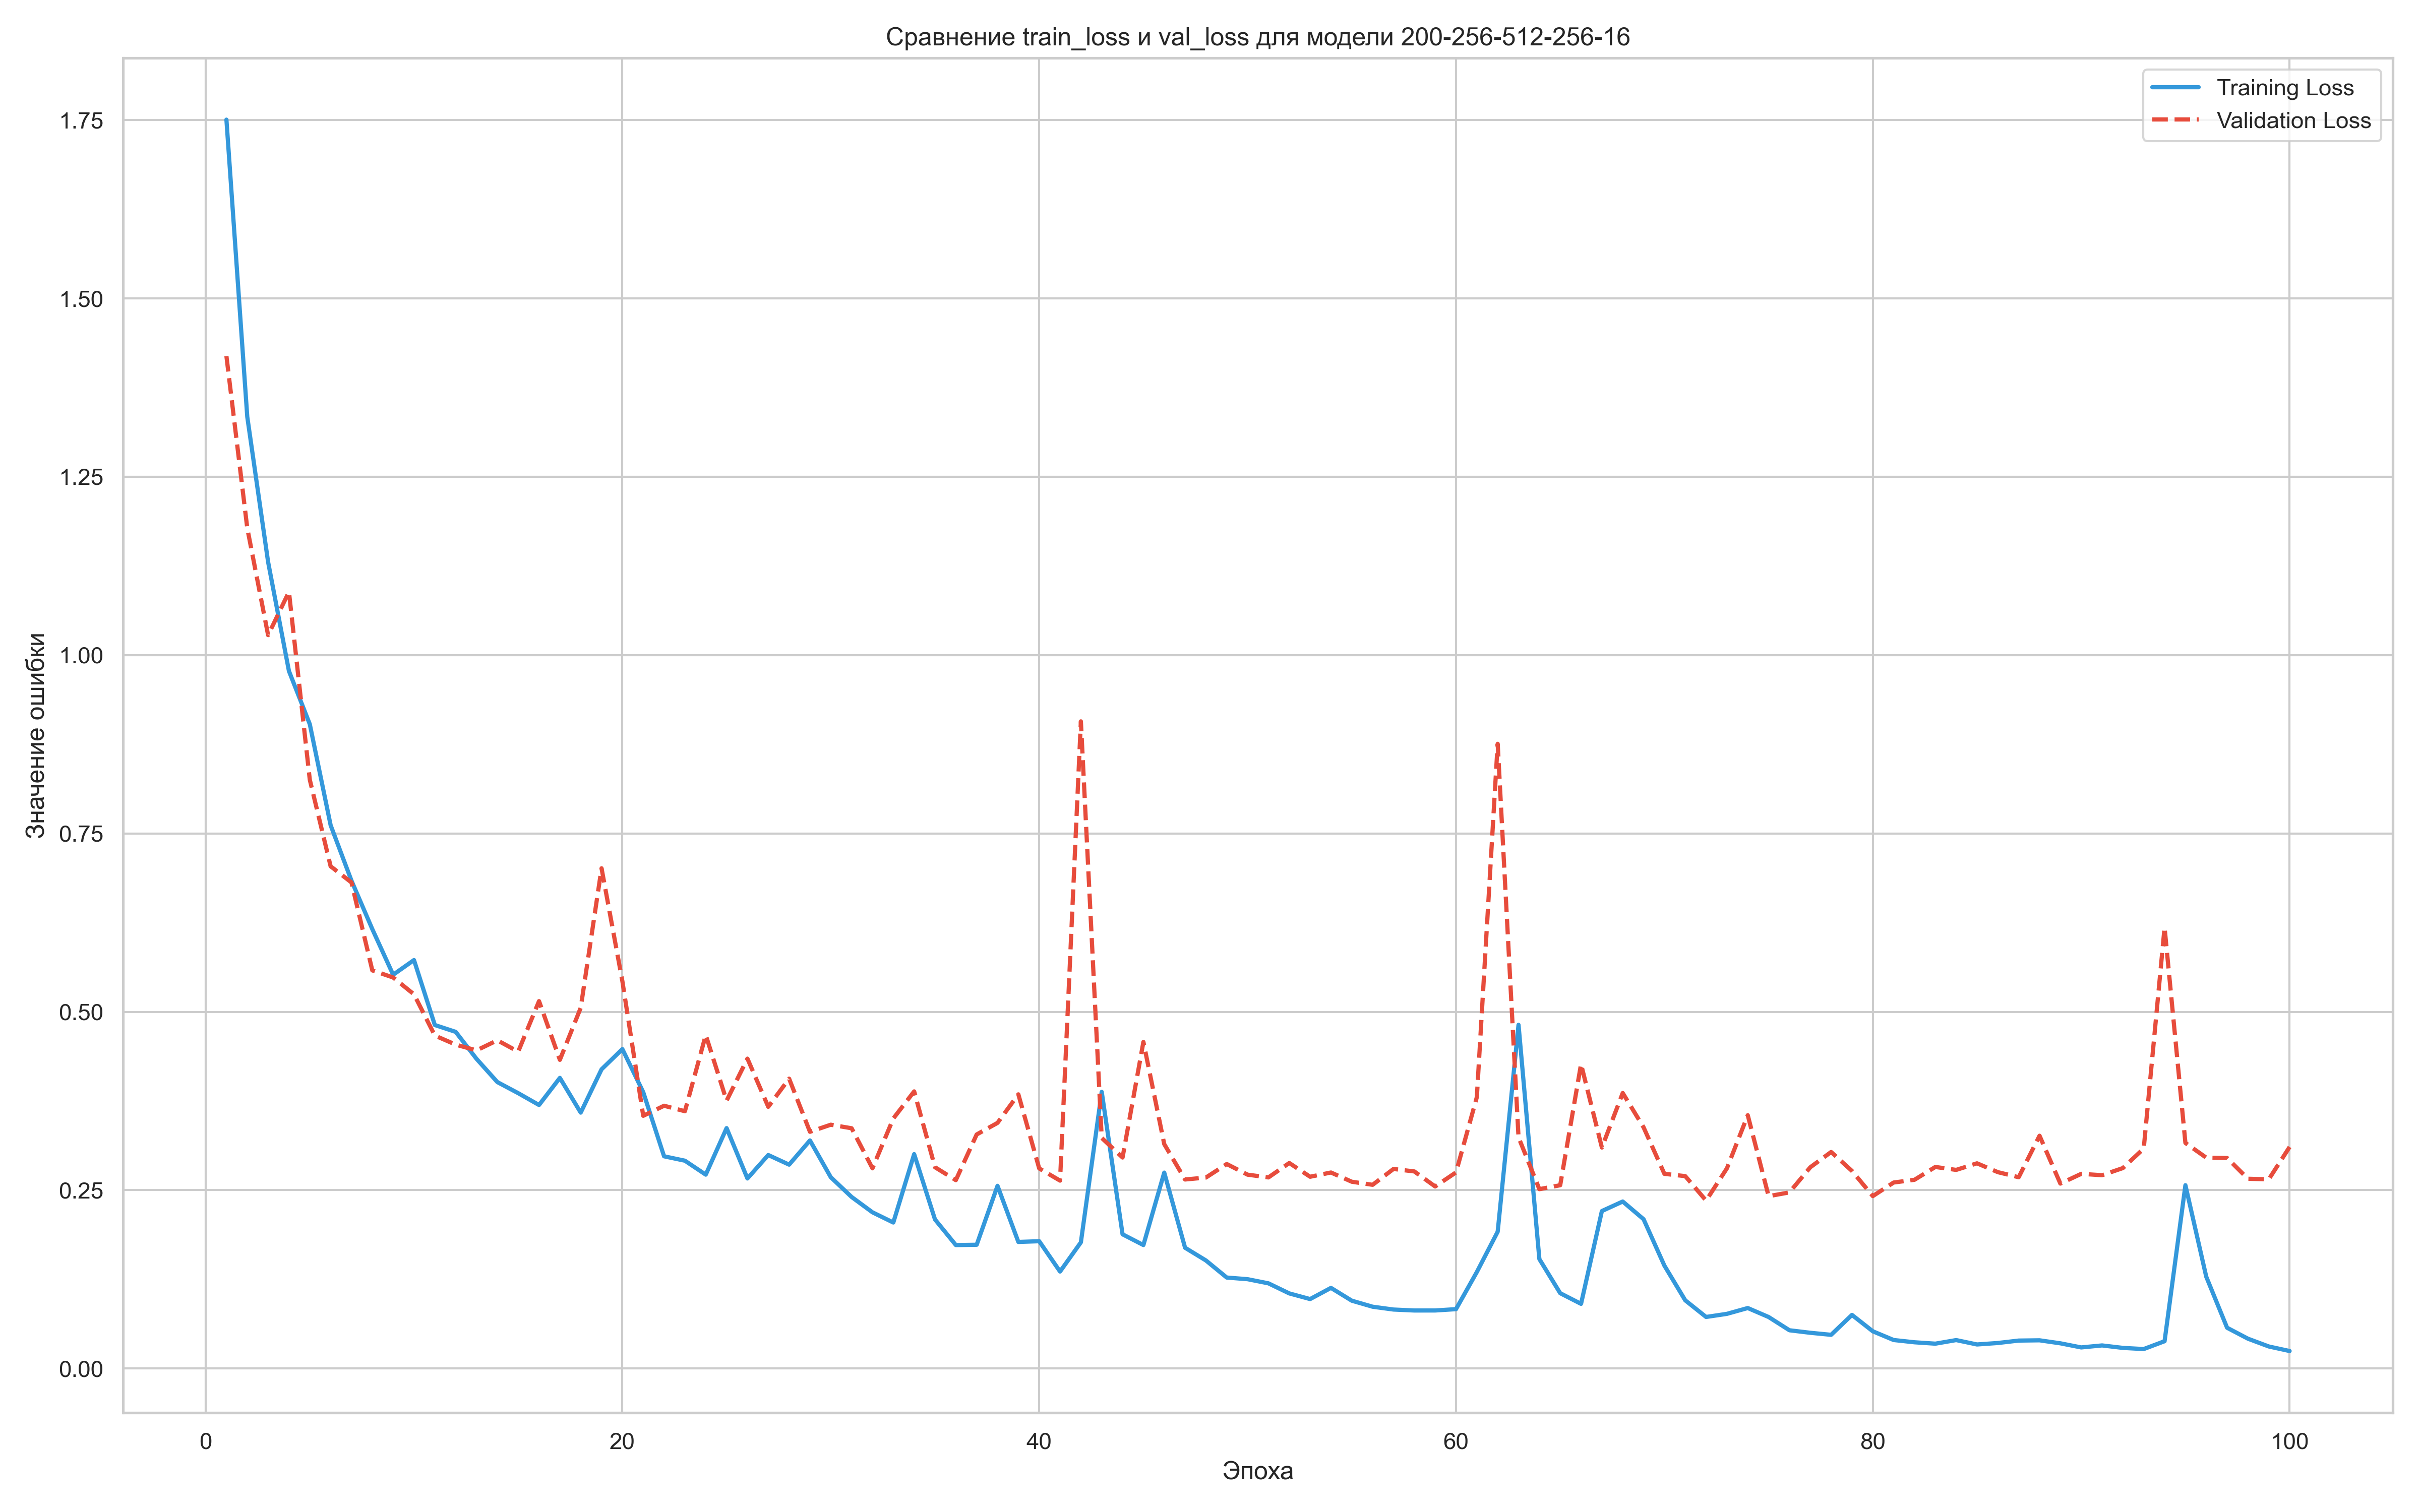 Сравнение train_loss и val_loss для модели 200-256-512-256-16
Training Loss
Validation Loss
Значение ошибки
1.75
1.50
1.25
1.00
0.75
0.50
0.25
0.00
0
20
40
60
80
100
Эпоха